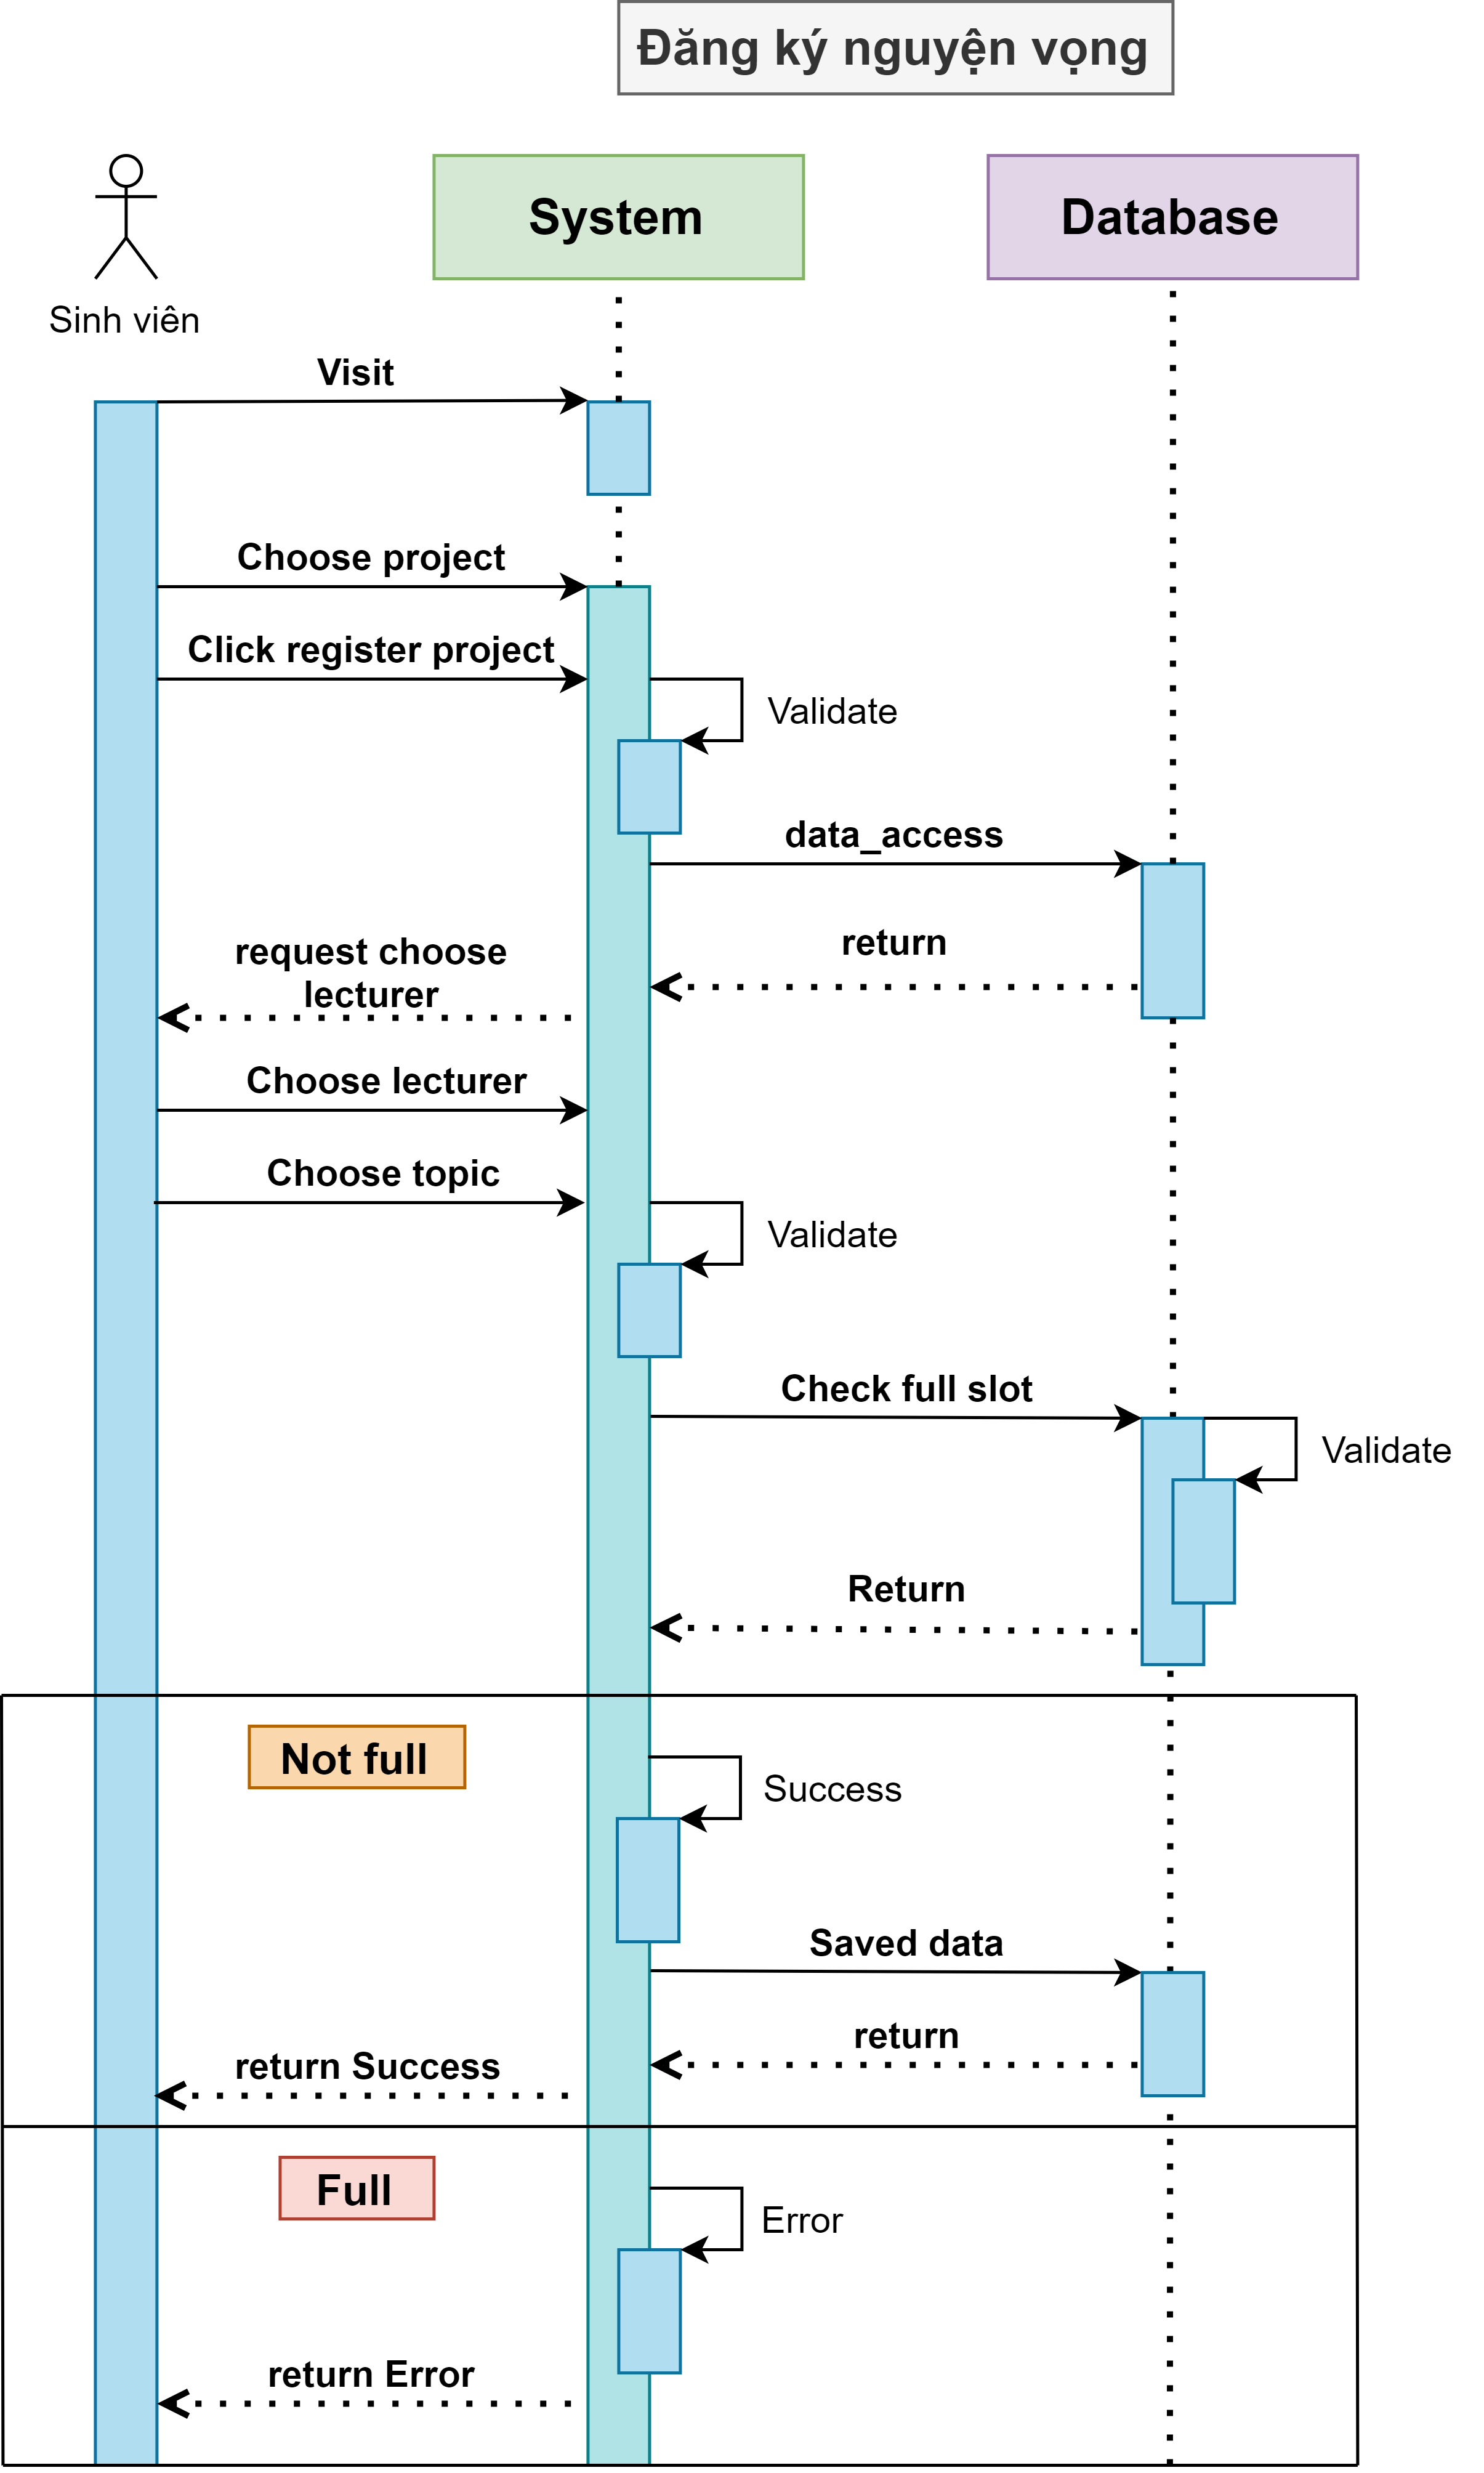 Đăng ký nguyện vọng
System
Database
Sinh viên
Visit
Choose project
Click register project
Validate
data_access
return
request choose
lecturer
Choose lecturer
Choose topic
Validate
Check full slot
Validate
Return
Not full
Success
Saved data
return
return Success
Full
Error
return Error